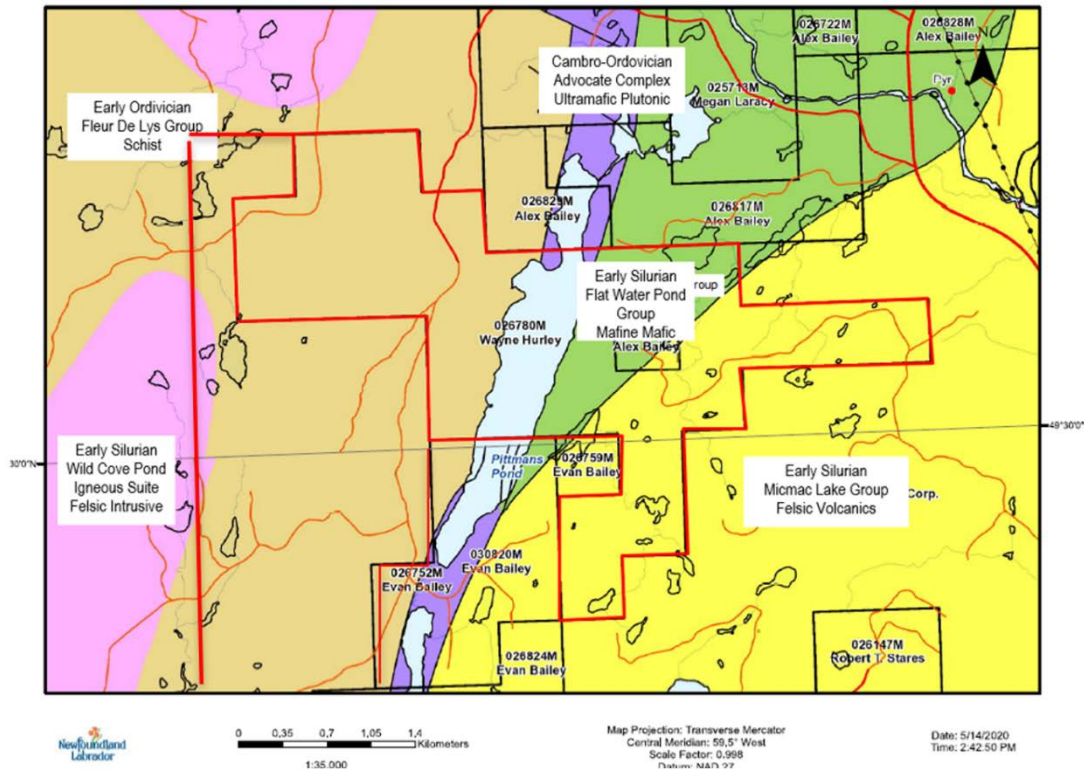 026722M
Alex Bailey
026828M
Alex Bailey
N
Cambro-Ordovician
Advocate Complex
Ultramafic Plutonic
025713M
Megan Laracy
Dyr
Early Ordivician
Fleur De Lys Group
Schist
026829M
Alex Bailey
026817M
Alex Bailey
Early Silurian
Flat Water Pond
Group
Mafine Mafic
roup
Alex Bailey
026780M
Wayne Hurley
49°30'0"N
30'0"N
Early Silurian
Wild Cove Pond
Igneous Suite
Felsic Intrusive
Pittmans
Pond
026759M
Evan Bailey
Early Silurian
Micmac Lake Group
Felsic Volcanics
Corp.
030820M
Evan Bailey
026752M
Evan Bailey
026824M
Evan Bailey
026147M
Robert T. Stares
Newfoundland
Labrador
0 0,35 0,7 1,05 1,4
Kilometers
1:35.000
Map Projection: Transverse Mercator
Central Meridian: 59,5° West
Scale Factor: 0.998
Datum: NAD 27
Date: 5/14/2020
Time: 2:42:50 PM